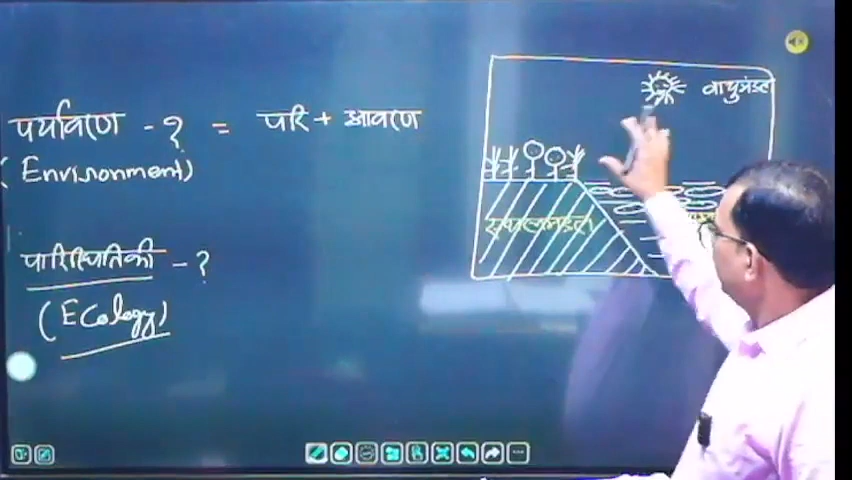 पर्यावरण - ? = परि + आवरण
(Environment)
पारिस्थितिकी - ?
(Ecology)
वायुमंडल
स्थलमंडल